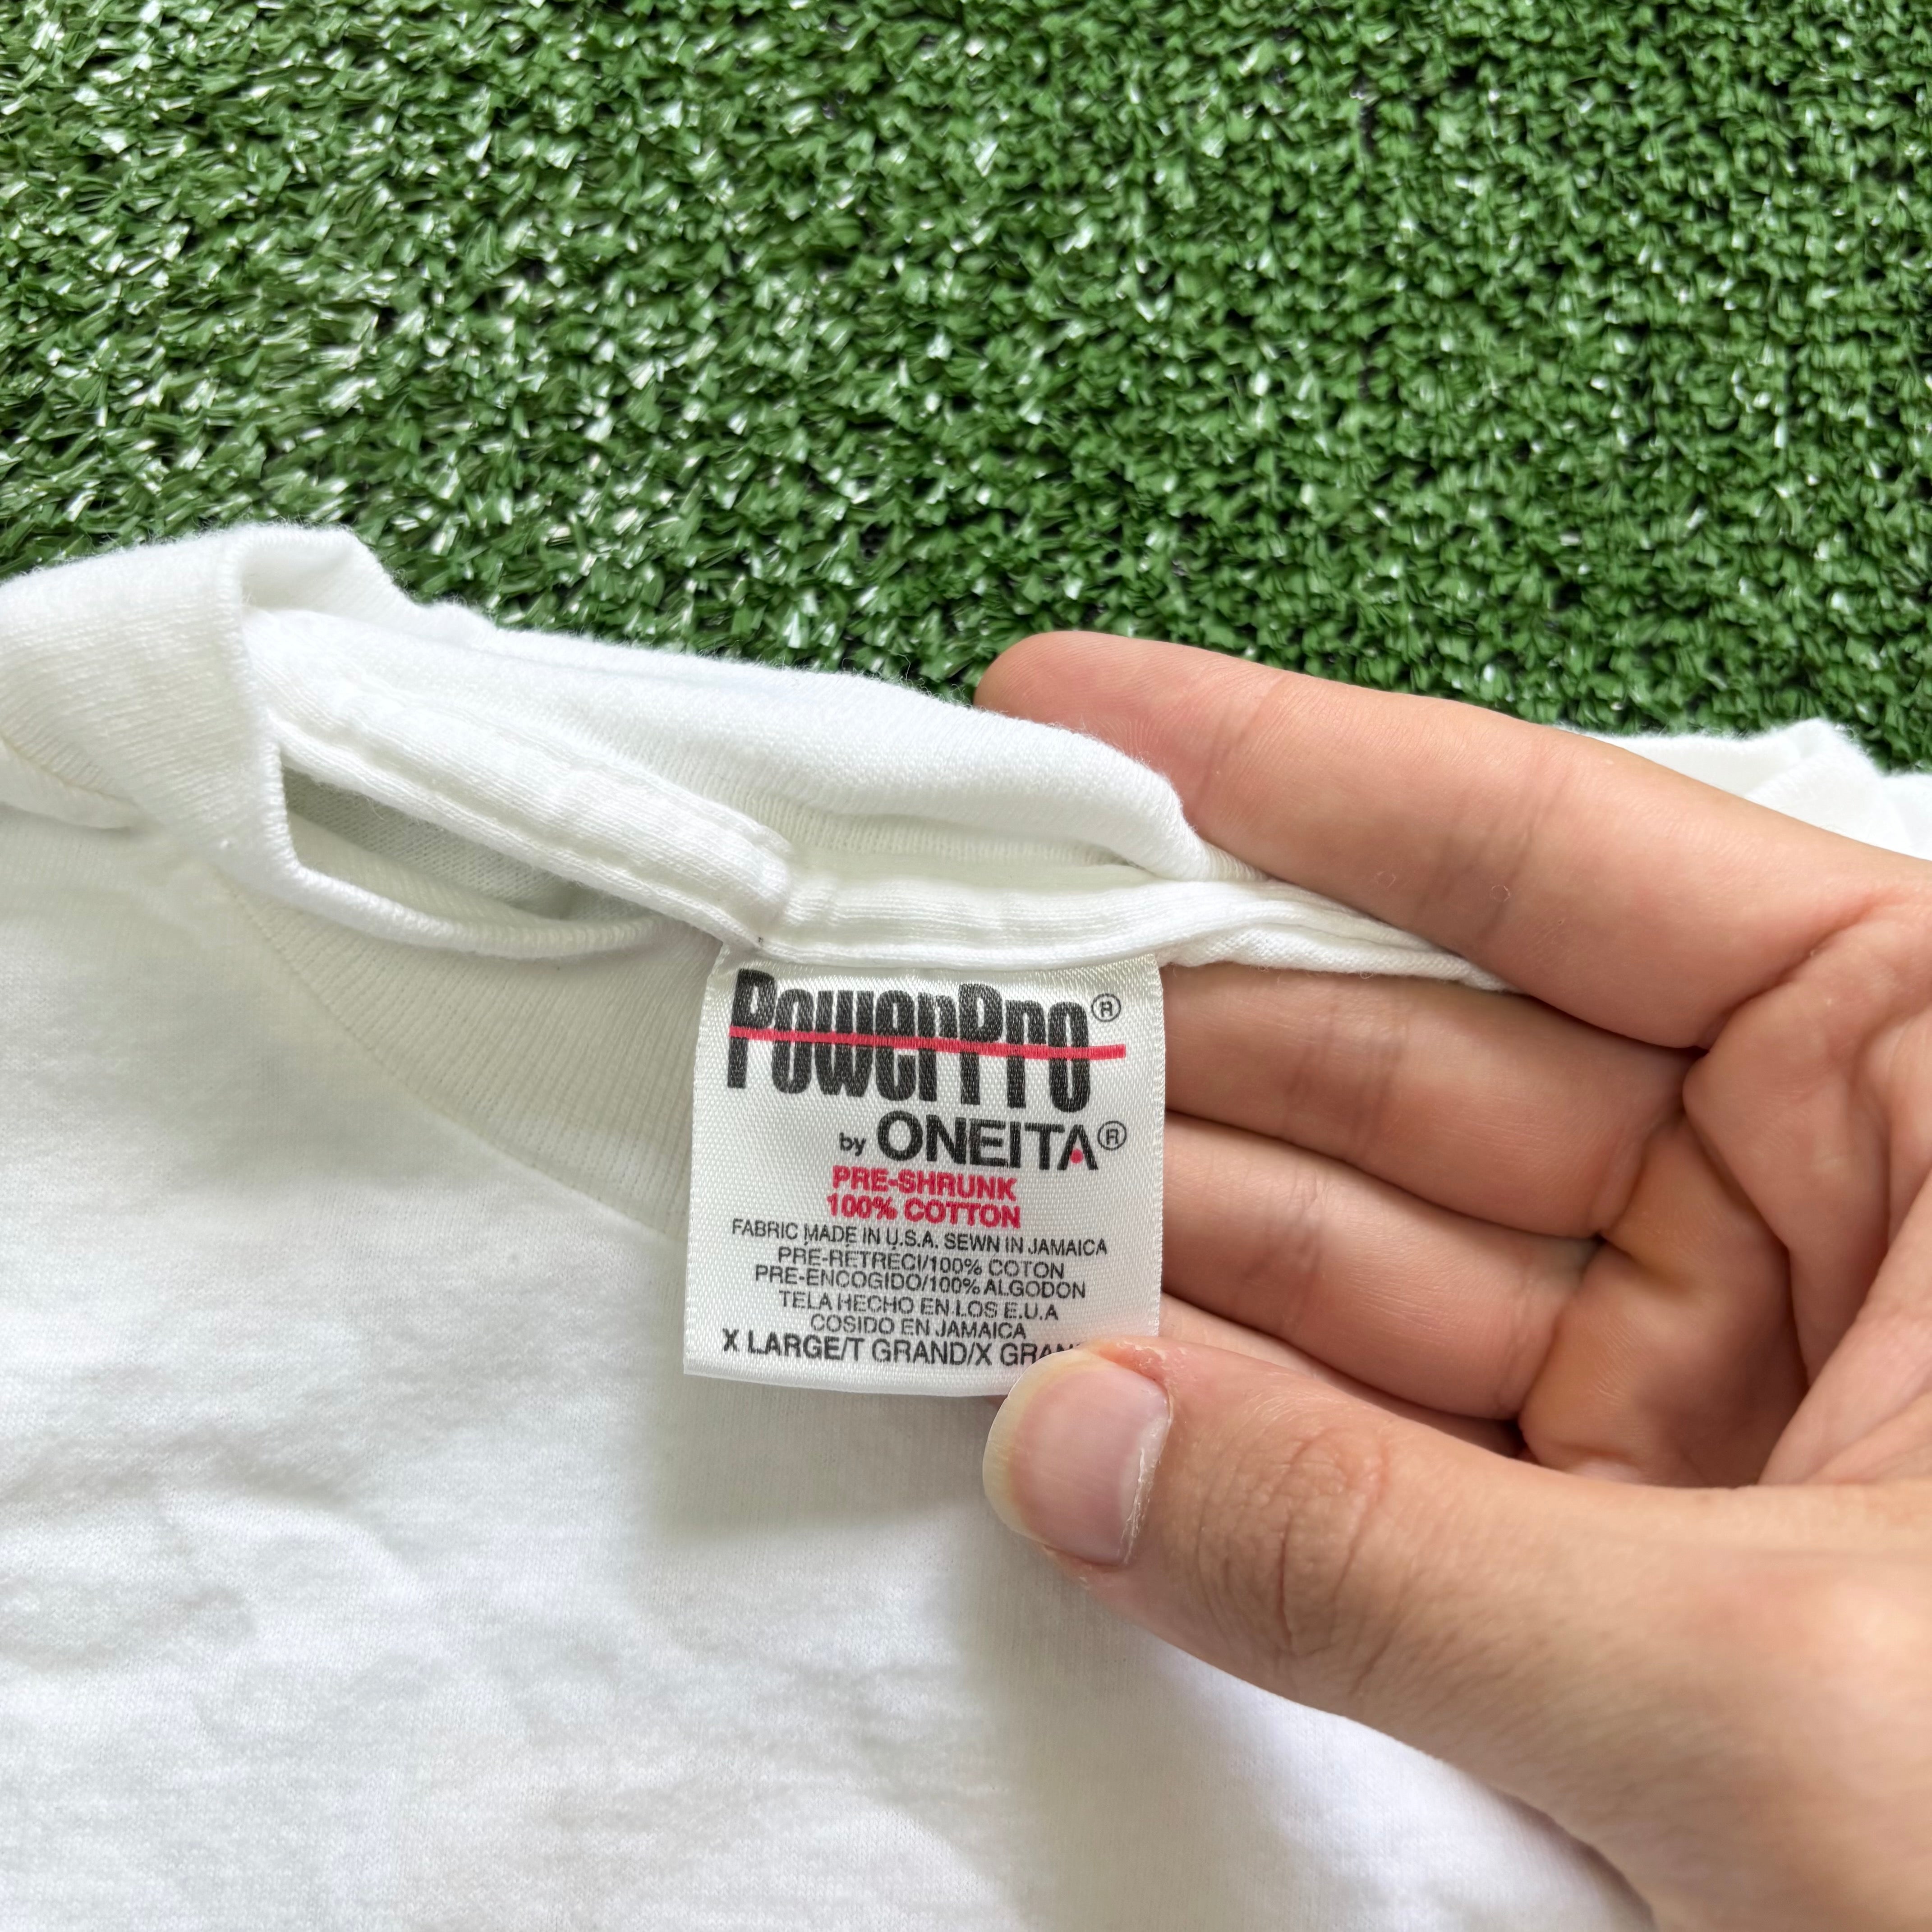 PowerPro®
by ONEITA®
PRE-SHRUNK
100% COTTON
FABRIC MADE IN U.S.A. SEWN IN JAMAICA
PRE-RETRECI/100% COTON
PRE-ENCOGIDO/100% ALGODON
TELA HECHO EN LOS E.U.A
COSIDO EN JAMAICA
X LARGE/T GRAND/X